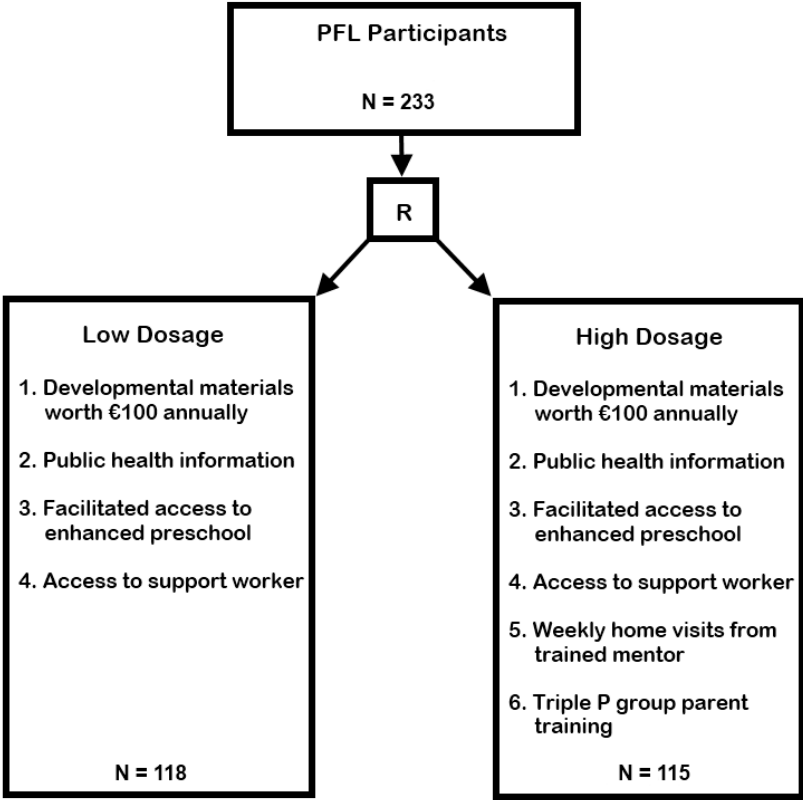 PFL Participants
N = 233
R
Low Dosage
1. Developmental materials
worth €100 annually
2. Public health information
3. Facilitated access to
enhanced preschool
4. Access to support worker
N = 118
High Dosage
1. Developmental materials
worth €100 annually
2. Public health information
3. Facilitated access to
enhanced preschool
4. Access to support worker
5. Weekly home visits from
trained mentor
6. Triple P group parent
training
N = 115